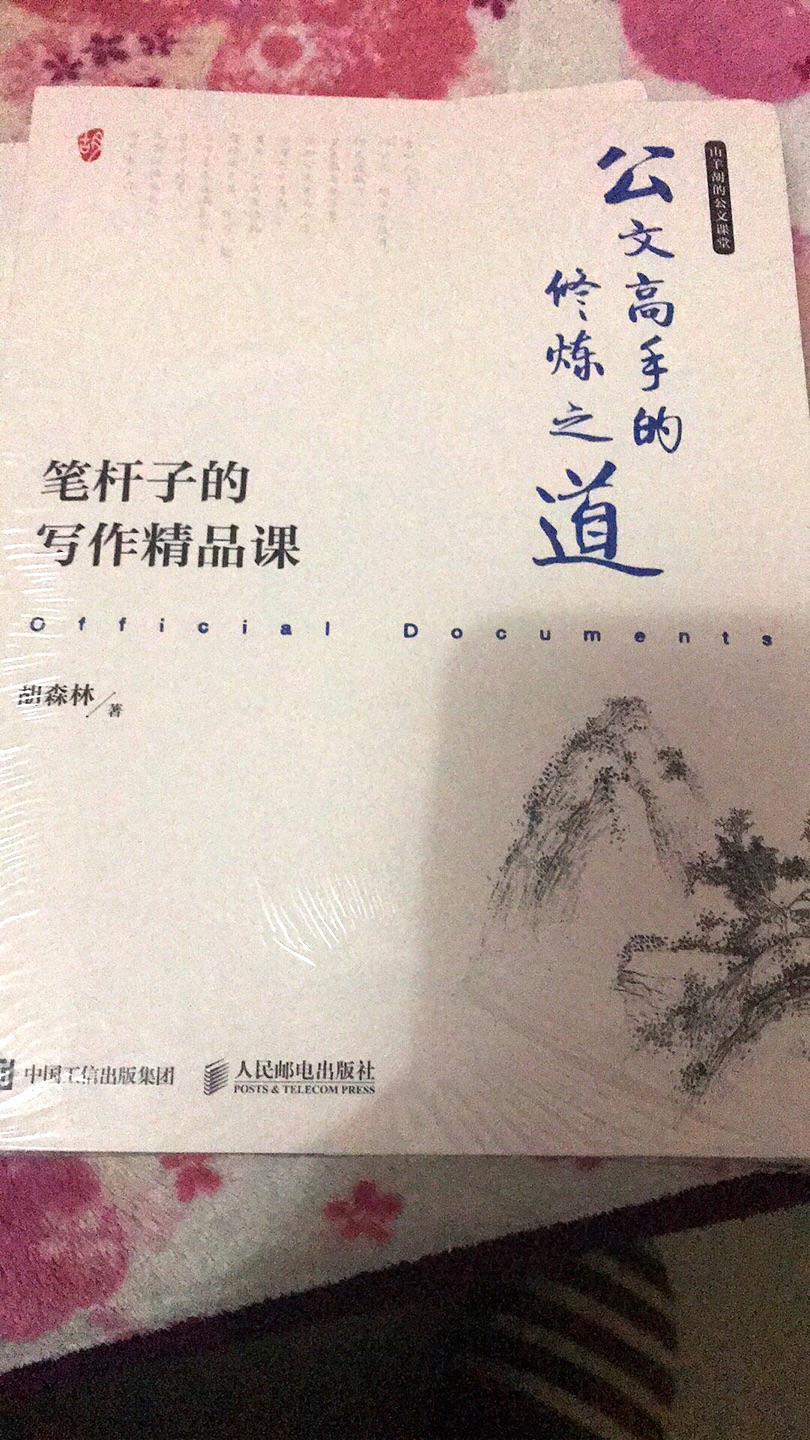 山羊胡的公文课堂
公文高手的
修炼之道
笔杆子的
写作精品课
Official Documents
胡森林 著
中国工信出版集团
人民邮电出版社
POSTS & TELECOM PRESS